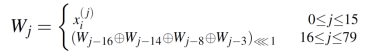 W_j = { x_i^{(j)} 0≤j≤15
(W_{j−16}⊕W_{j−14}⊕W_{j−8}⊕W_{j−3})_{⋘1} 16≤j≤79